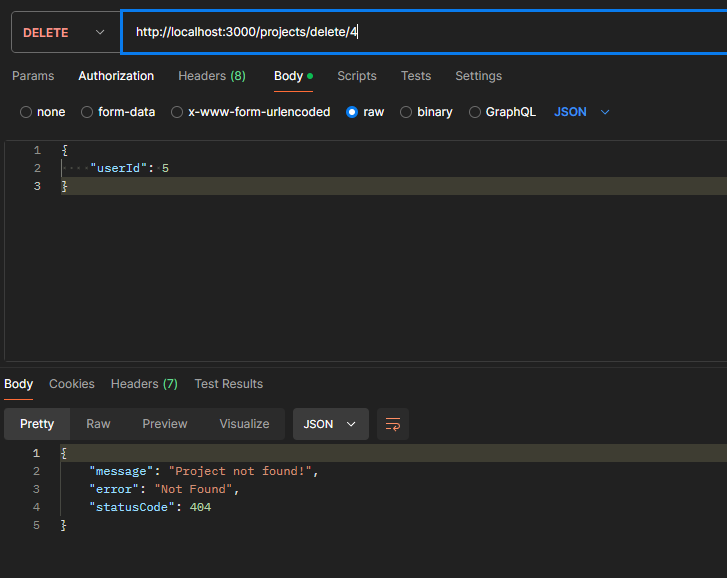 DELETE http://localhost:3000/projects/delete/4
Params Authorization Headers (8) Body Scripts Tests Settings
none form-data x-www-form-urlencoded raw binary GraphQL JSON
1 {
2 ····"userId":·5
3 }
Body Cookies Headers (7) Test Results
Pretty Raw Preview Visualize JSON
1 {
2 "message": "Project not found!",
3 "error": "Not Found",
4 "statusCode": 404
5 }